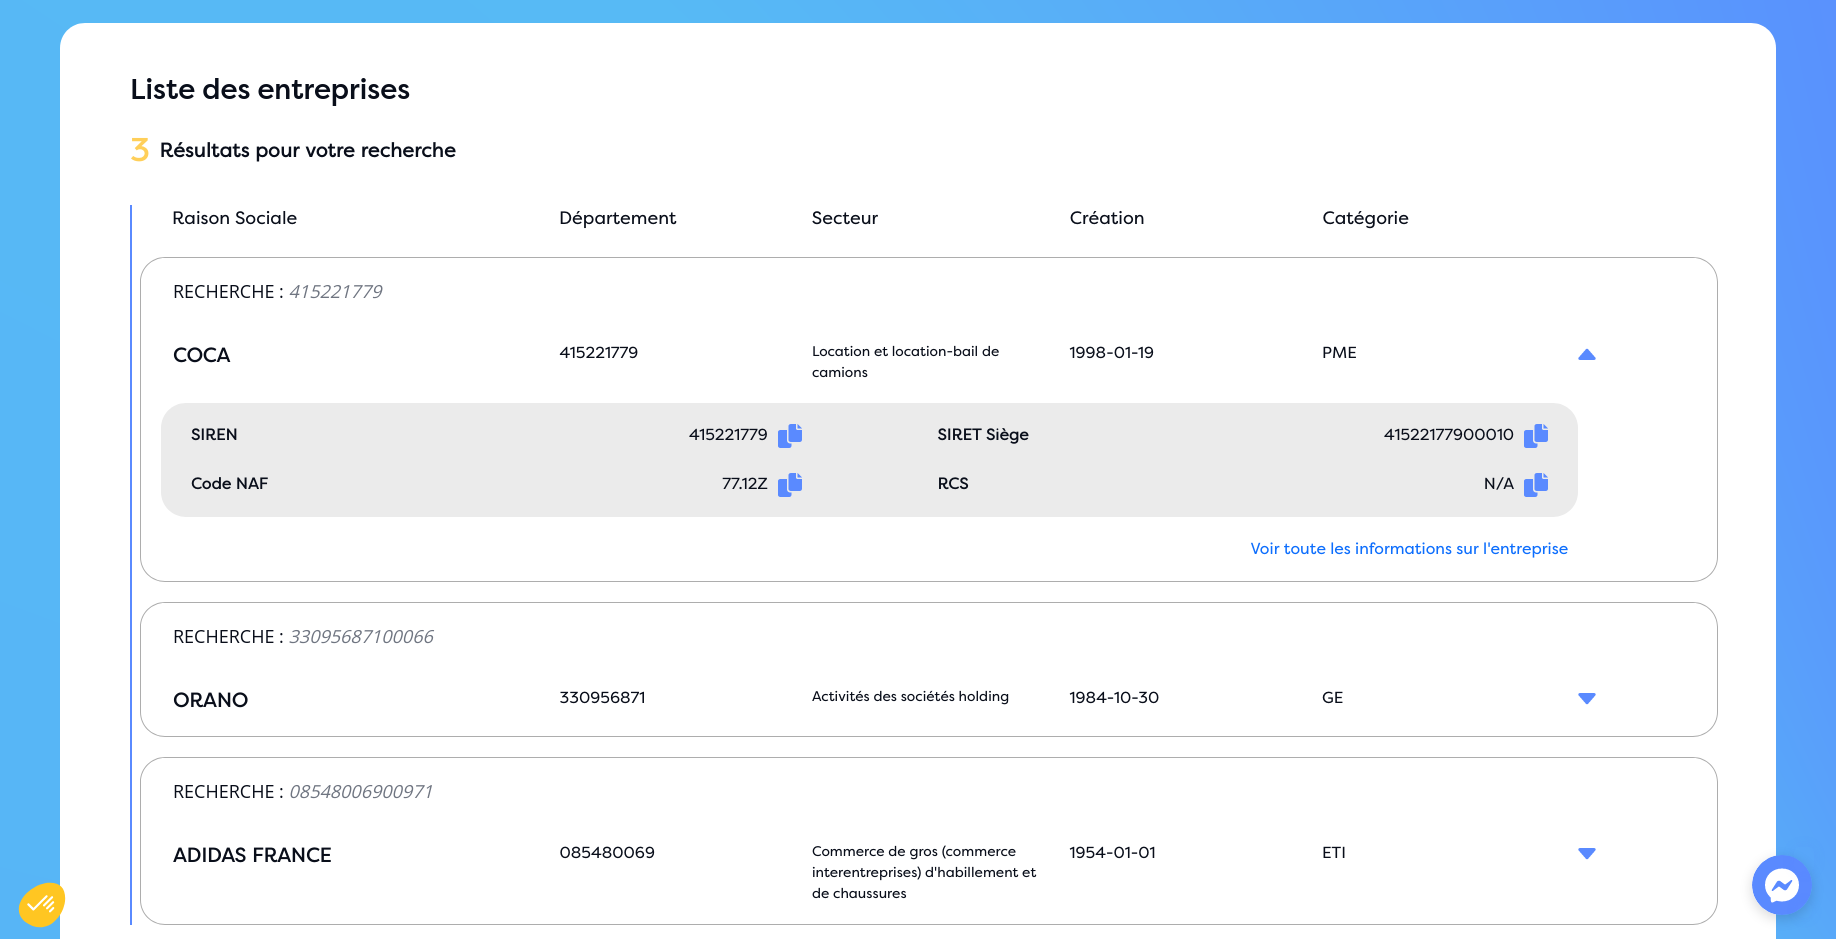 Liste des entreprises
3 Résultats pour votre recherche
Raison Sociale Département Secteur Création Catégorie
RECHERCHE : 415221779
COCA 415221779 Location et location-bail de camions 1998-01-19 PME
SIREN 415221779 SIRET Siège 41522177900010
Code NAF 77.12Z RCS N/A
Voir toute les informations sur l'entreprise
RECHERCHE : 33095687100066
ORANO 330956871 Activités des sociétés holding 1984-10-30 GE
RECHERCHE : 08548006900971
ADIDAS FRANCE 085480069 Commerce de gros (commerce interentreprises) d'habillement et de chaussures 1954-01-01 ETI